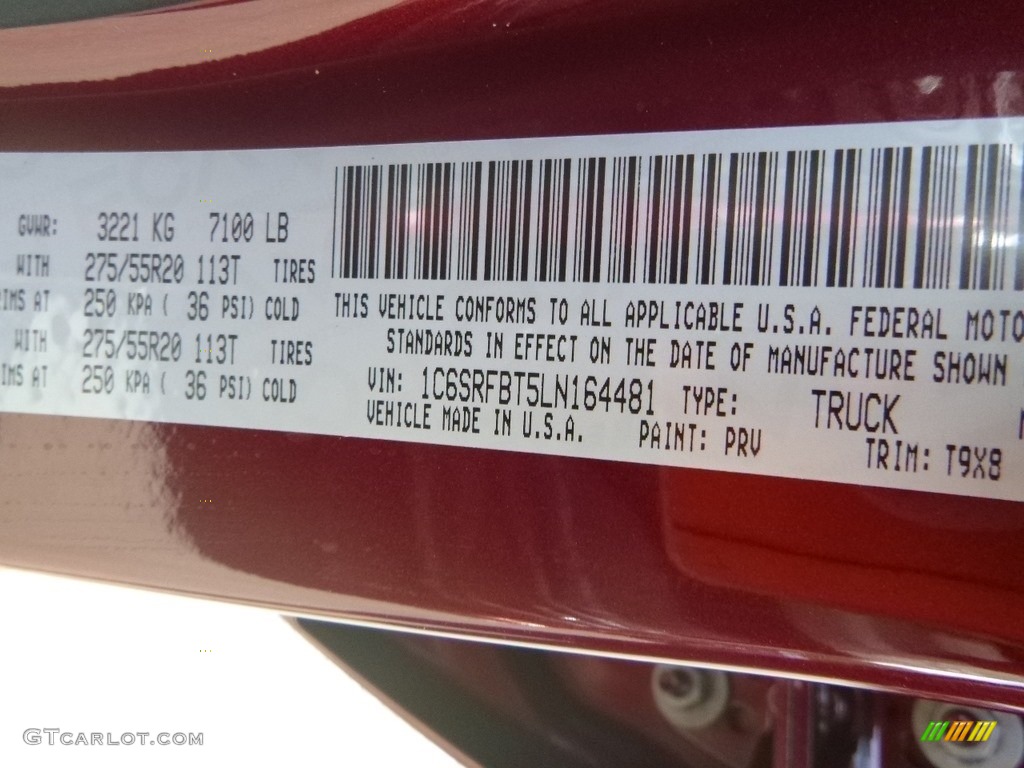 GVWR: 3221 KG 7100 LB
WITH 275/55R20 113T TIRES
IMS AT 250 KPA ( 36 PSI) COLD
WITH 275/55R20 113T TIRES
IMS AT 250 KPA ( 36 PSI) COLD
THIS VEHICLE CONFORMS TO ALL APPLICABLE U.S.A. FEDERAL MOTO
STANDARDS IN EFFECT ON THE DATE OF MANUFACTURE SHOWN
VIN: 1C6SRFBT5LN164481 TYPE: TRUCK
VEHICLE MADE IN U.S.A. PAINT: PRV TRIM: T9X8
GTCARLOT.COM